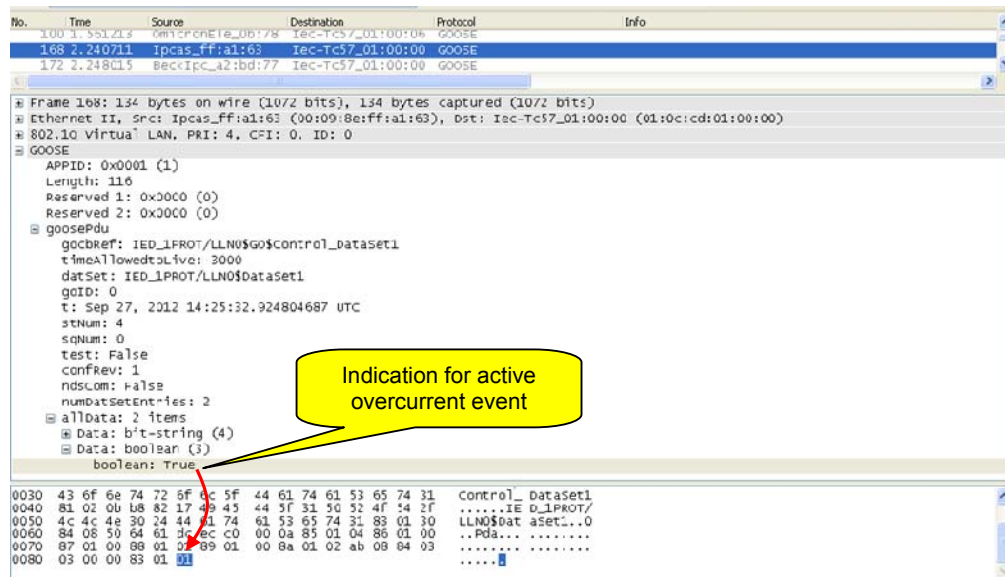 No. Time Source Destination Protocol Info
168 2.240711 Ipcas_ff:a1:63 Iec-Tc57_01:00:00 GOOSE
172 2.248015 BeckIpc_a2:bd:77 Iec-Tc57_01:00:00 GOOSE
Frame 168: 134 bytes on wire (1072 bits), 134 bytes captured (1072 bits)
Ethernet II, Src: Ipcas_ff:a1:63 (00:09:8e:ff:a1:63), Dst: Iec-Tc57_01:00:00 (01:0c:cd:01:00:00)
802.1Q Virtual LAN, PRI: 4, CFI: 0, ID: 0
GOOSE
APPID: 0x0001 (1)
Length: 116
Reserved 1: 0x0000 (0)
Reserved 2: 0x0000 (0)
goosePdu
gocbRef: IED_1PROT/LLN0$GO$Control_DataSet1
timeAllowedtoLive: 3000
datSet: IED_1PROT/LLN0$DataSet1
goID: 0
t: Sep 27, 2012 14:25:32.924804687 UTC
stNum: 4
sqNum: 0
test: False
confRev: 1
ndsCom: False
numDatSetEntries: 2
allData: 2 items
Data: bit-string (4)
Data: boolean (3)
boolean: True
Indication for active
overcurrent event
0030 43 6f 6e 74 72 6f 6c 5f 44 61 74 61 53 65 74 31 Control_ DataSet1
0040 81 02 0b b8 82 17 49 45 44 5f 31 50 52 4f 54 2f ......IE D_1PROT/
0050 4c 4c 4e 30 24 44 61 74 61 53 65 74 31 83 01 30 LLN0$Dat aSet1..0
0060 84 08 50 64 61 dc ec c0 00 0a 85 01 04 86 01 00 ..Pda... ........
0070 87 01 00 88 01 01 89 01 00 8a 01 02 ab 08 84 03 ........ ........
0080 03 00 00 83 01 01 ......